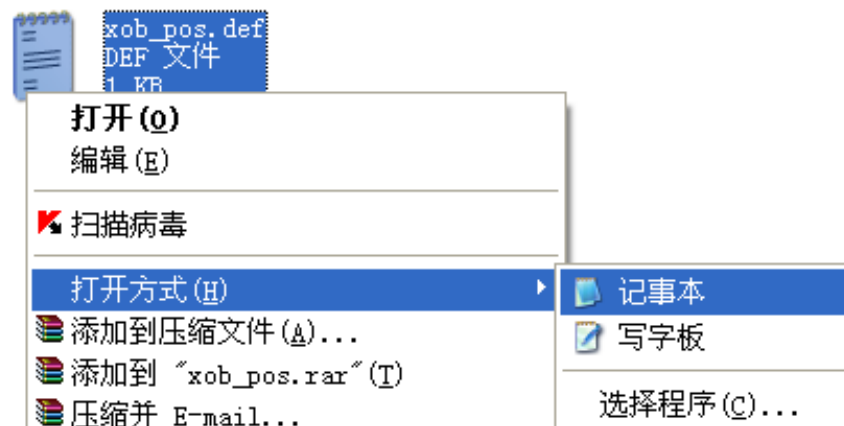 xob_pos.def
DEF 文件
1 KB
打开(O)
编辑(E)
扫描病毒
打开方式(H)
记事本
添加到压缩文件(A)...
写字板
添加到 "xob_pos.rar"(T)
选择程序(C)...
压缩并 E-mail...